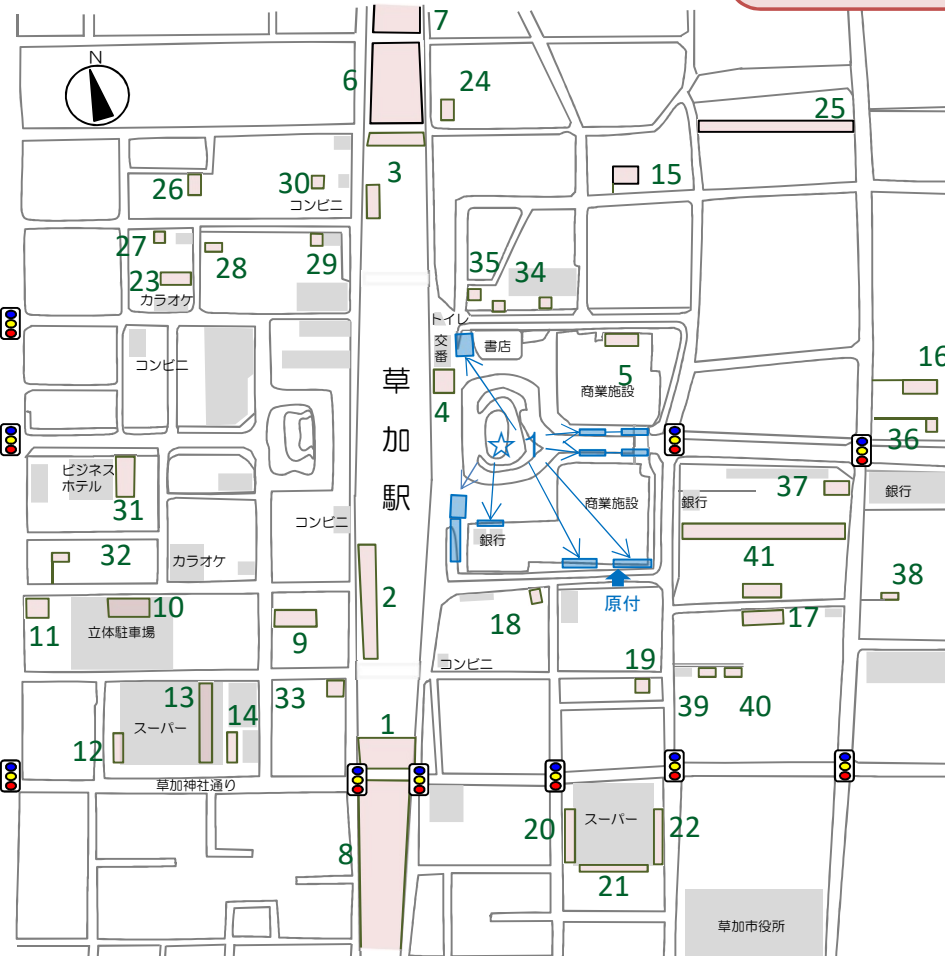 7
N
6
24
25
3
15
26
30
コンビニ
27
28
29
35
34
23
カラオケ
トイレ
交番
書店
コンビニ
草加駅
4
5
商業施設
16
36
ビジネス
ホテル
31
コンビニ
銀行
商業施設
銀行
37
銀行
32
カラオケ
41
2
原付
38
11
10
立体駐車場
9
18
17
コンビニ
19
13
14
33
1
39
40
スーパー
12
草加神社通り
8
20
スーパー
22
21
草加市役所